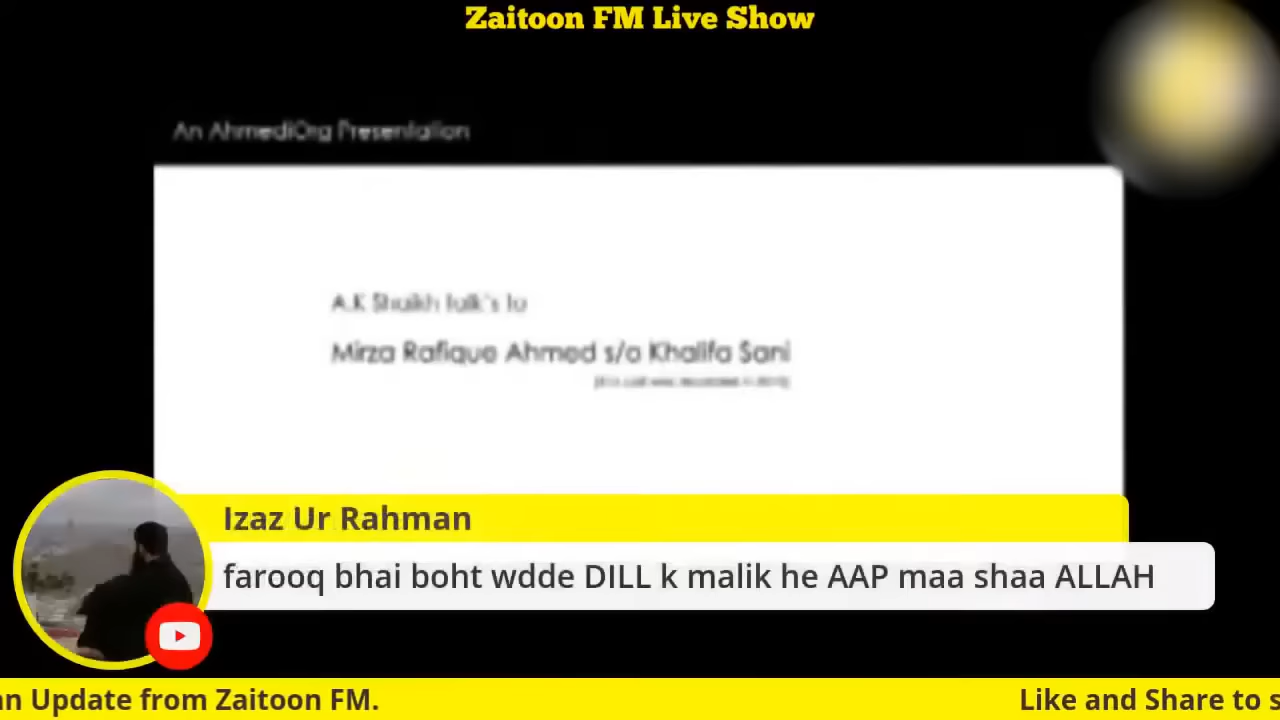 Zaitoon FM Live Show
An AhmediOrg Presentation
A.K Shaikh talk's to
Mirza Rafique Ahmed s/o Khalifa Sani
Izaz Ur Rahman
farooq bhai boht wdde DILL k malik he AAP maa shaa ALLAH
an Update from Zaitoon FM.
Like and Share to s